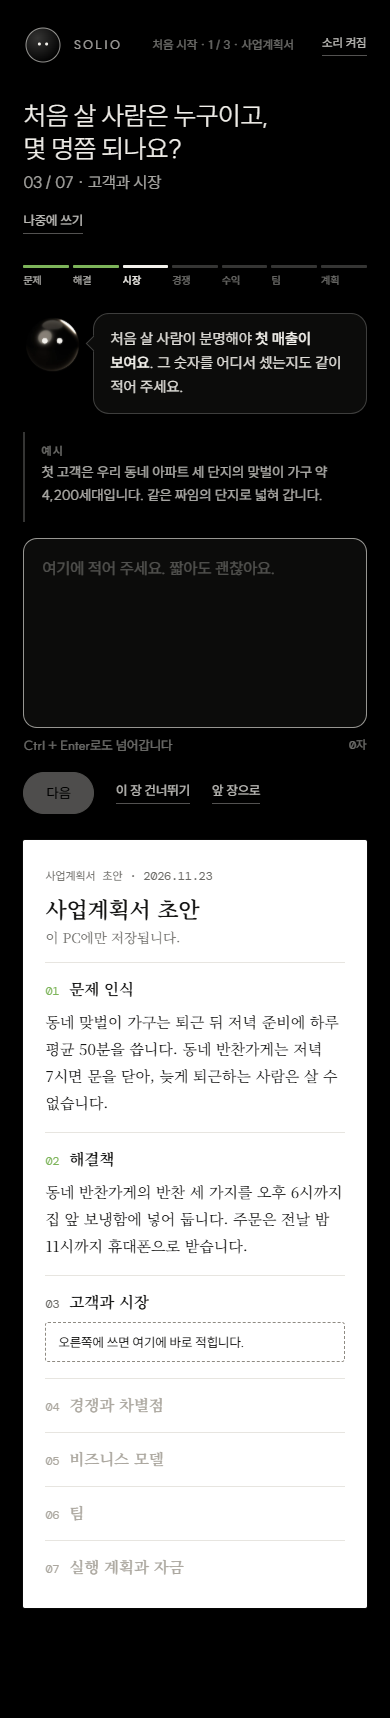 SOLIO
처음 시작 · 1 / 3 · 사업계획서
소리 켜짐
처음 살 사람은 누구이고,
몇 명쯤 되나요?
03 / 07 · 고객과 시장
나중에 쓰기
문제 해결 시장 경쟁 수익 팀 계획
처음 살 사람이 분명해야 첫 매출이
보여요. 그 숫자를 어디서 셌는지도 같이
적어 주세요.
예시
첫 고객은 우리 동네 아파트 세 단지의 맞벌이 가구 약
4,200세대입니다. 같은 짜임의 단지로 넓혀 갑니다.
여기에 적어 주세요. 짧아도 괜찮아요.
Ctrl + Enter로도 넘어갑니다
0자
다음
이 장 건너뛰기
앞 장으로
사업계획서 초안 · 2026.11.23
사업계획서 초안
이 PC에만 저장됩니다.
01 문제 인식
동네 맞벌이 가구는 퇴근 뒤 저녁 준비에 하루
평균 50분을 씁니다. 동네 반찬가게는 저녁
7시면 문을 닫아, 늦게 퇴근하는 사람은 살 수
없습니다.
02 해결책
동네 반찬가게의 반찬 세 가지를 오후 6시까지
집 앞 보냉함에 넣어 둡니다. 주문은 전날 밤
11시까지 휴대폰으로 받습니다.
03 고객과 시장
오른쪽에 쓰면 여기에 바로 적힙니다.
04 경쟁과 차별점
05 비즈니스 모델
06 팀
07 실행 계획과 자금